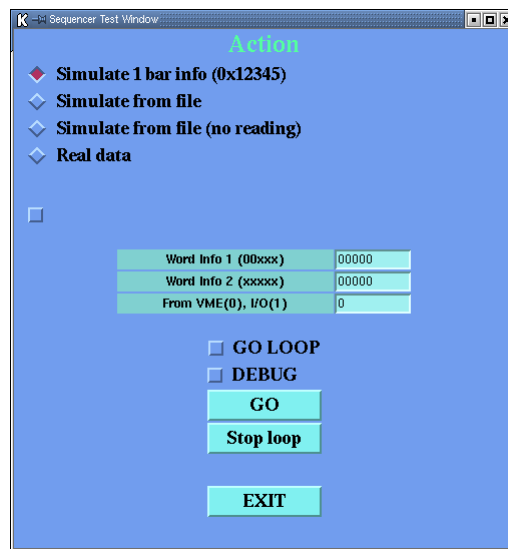 Sequencer Test Window
Action
Simulate 1 bar info (0x12345)
Simulate from file
Simulate from file (no reading)
Real data
Word Info 1 (00xxx) 00000
Word Info 2 (xxxxx) 00000
From VME(0), I/O(1) 0
GO LOOP
DEBUG
GO
Stop loop
EXIT